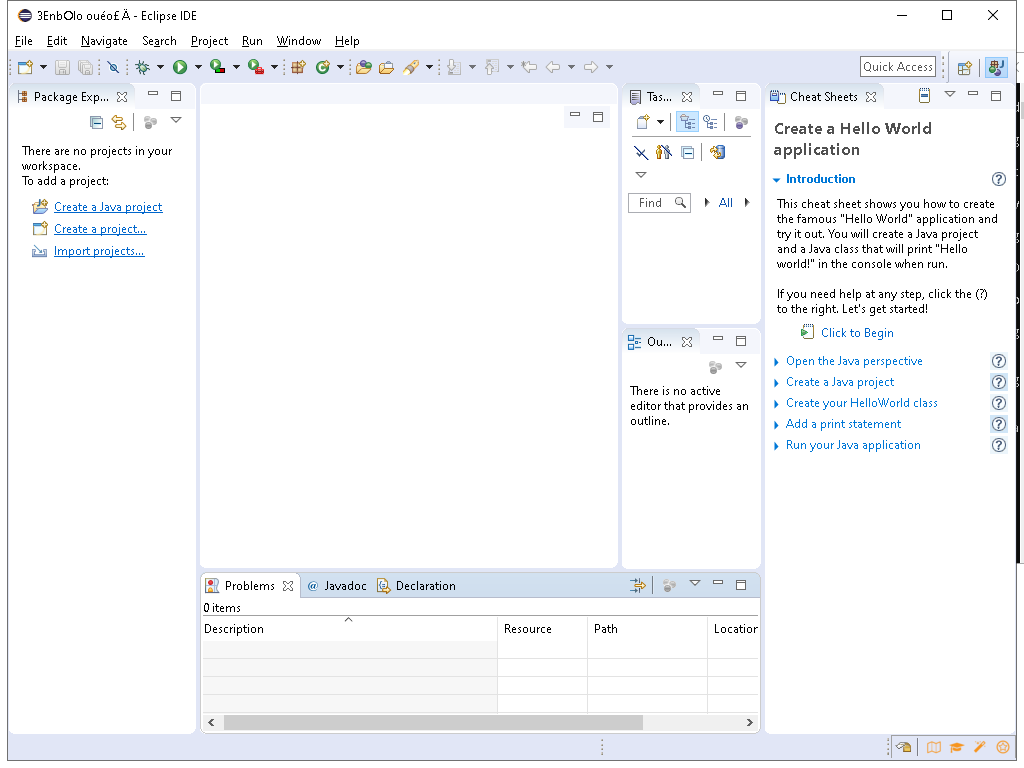 3Enb0lo ouéo£Ä - Eclipse IDE
File Edit Navigate Search Project Run Window Help
Quick Access
Package Exp...
There are no projects in your
workspace.
To add a project:
Create a Java project
Create a project...
Import projects...
Tas...
Find
All
Ou...
There is no active
editor that provides an
outline.
Cheat Sheets
Create a Hello World
application
Introduction
This cheat sheet shows you how to create
the famous "Hello World" application and
try it out. You will create a Java project
and a Java class that will print "Hello
world!" in the console when run.
If you need help at any step, click the (?)
to the right. Let's get started!
Click to Begin
Open the Java perspective
Create a Java project
Create your HelloWorld class
Add a print statement
Run your Java application
Problems @ Javadoc Declaration
0 items
Description Resource Path Location